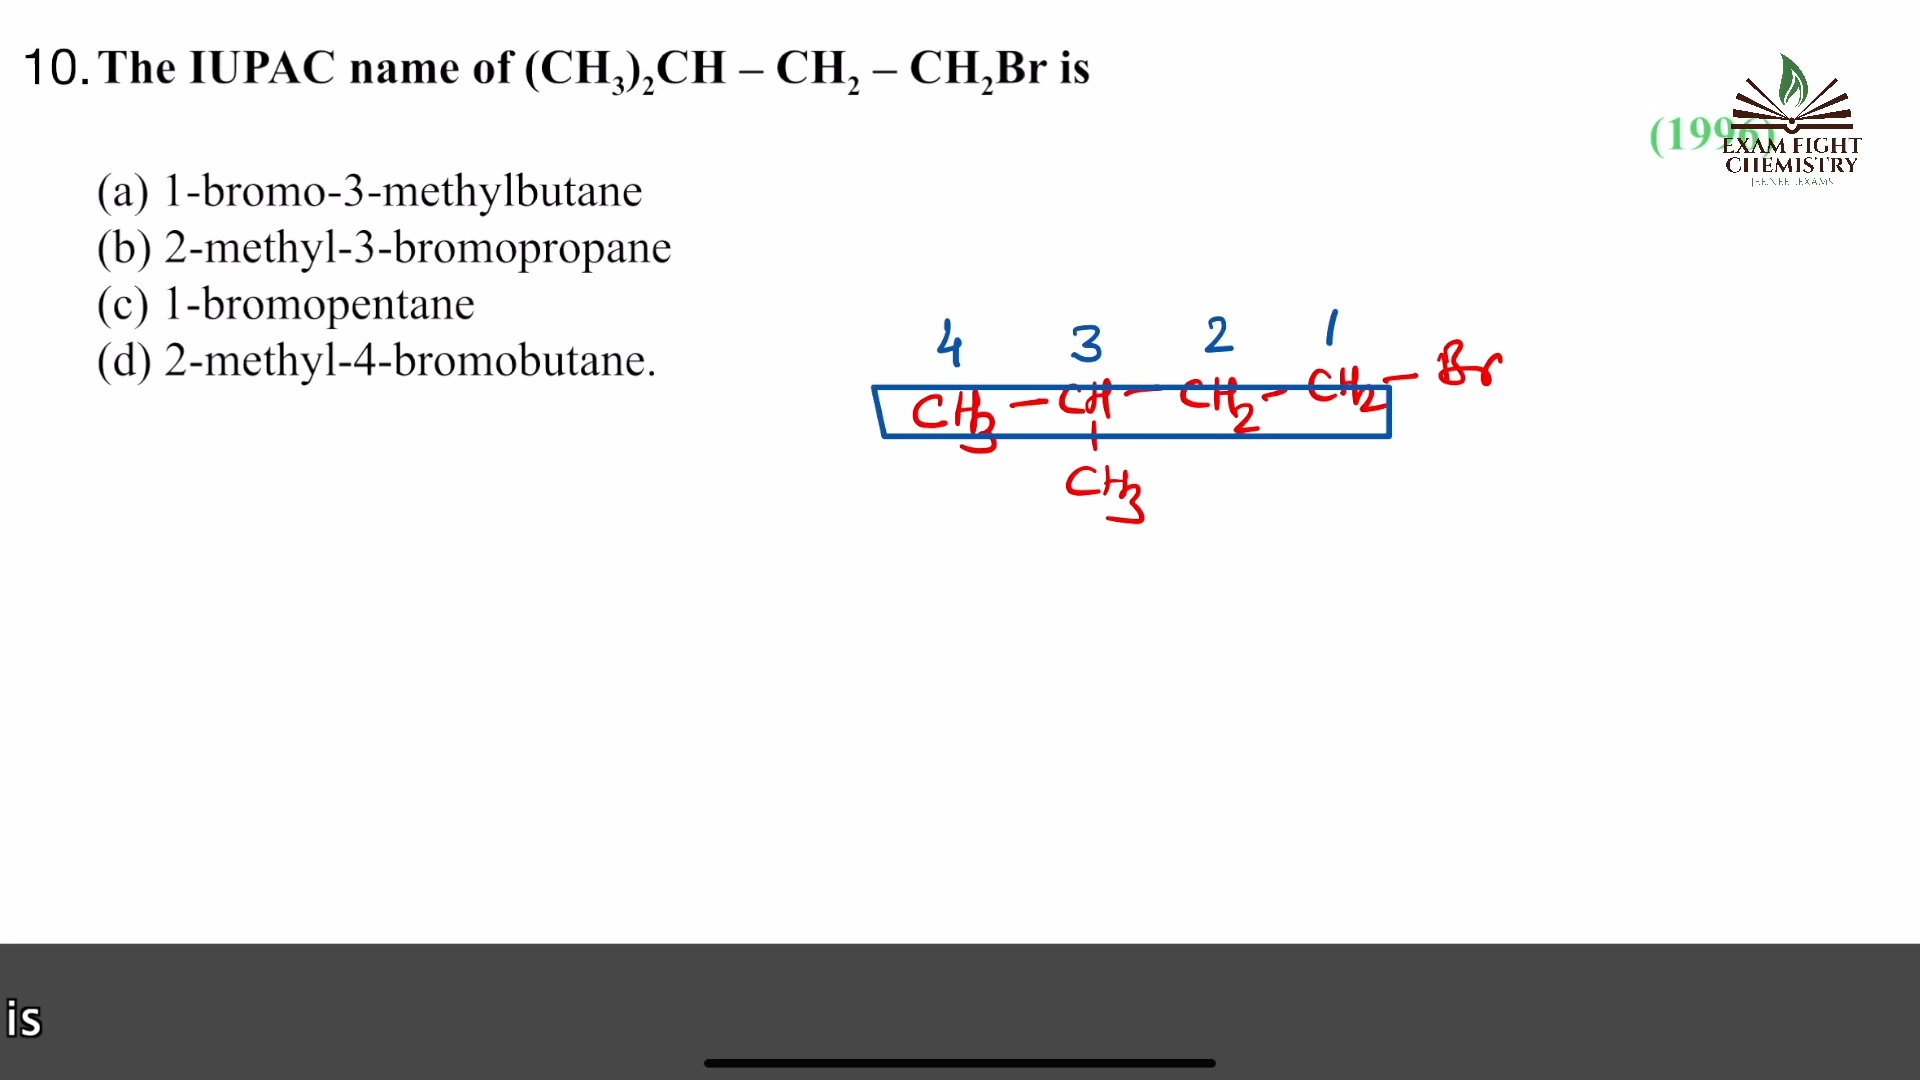 10. The IUPAC name of (CH₃)₂CH – CH₂ – CH₂Br is
(1996)
EXAM FIGHT
CHEMISTRY
(a) 1-bromo-3-methylbutane
(b) 2-methyl-3-bromopropane
(c) 1-bromopentane
(d) 2-methyl-4-bromobutane.
4 3 2 1
CH₃ – CH – CH₂ – CH₂ – Br
CH₃
is